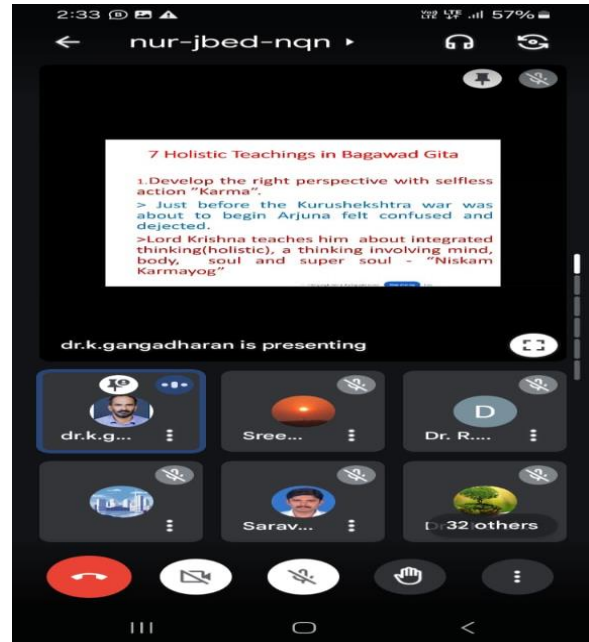 2:33
Vo) LTE
LTE 57%
nur-jbed-nqn
7 Holistic Teachings in Bagawad Gita
1.Develop the right perspective with selfless
action "Karma".
> Just before the Kurushekshtra war was
about to begin Arjuna felt confused and
dejected.
>Lord Krishna teaches him about integrated
thinking(holistic), a thinking involving mind,
body, soul and super soul - "Niskam
Karmayog"
dr.k.gangadharan is presenting
dr.k.g...
Sree...
D
Dr. R....
Sarav...
32 others